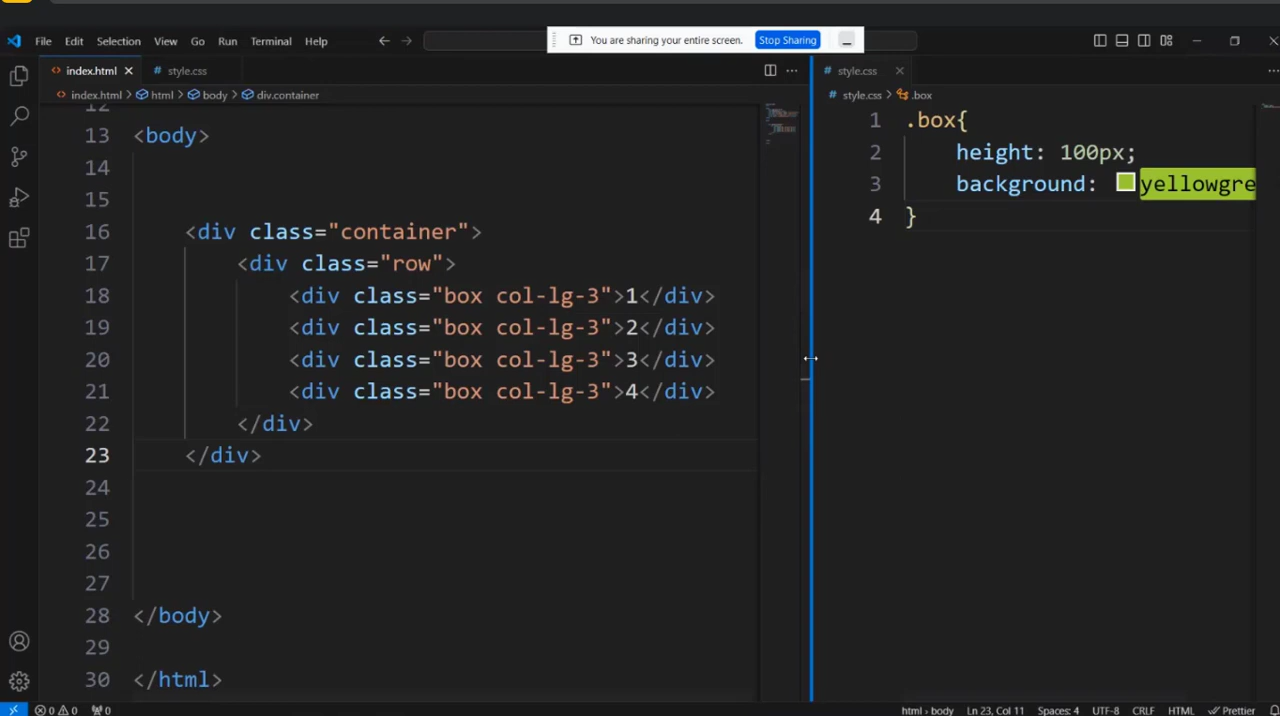 File Edit Selection View Go Run Terminal Help
You are sharing your entire screen. Stop Sharing
index.html
style.css
index.html > html > body > div.container
13 <body>
14
15
16 <div class="container">
17 <div class="row">
18 <div class="box col-lg-3">1</div>
19 <div class="box col-lg-3">2</div>
20 <div class="box col-lg-3">3</div>
21 <div class="box col-lg-3">4</div>
22 </div>
23 </div>
24
25
26
27
28 </body>
29
30 </html>
style.css
style.css > .box
1 .box{
2 height: 100px;
3 background: yellowgre
4 }
0 0 0 html > body Ln 23, Col 11 Spaces: 4 UTF-8 CRLF HTML Prettier